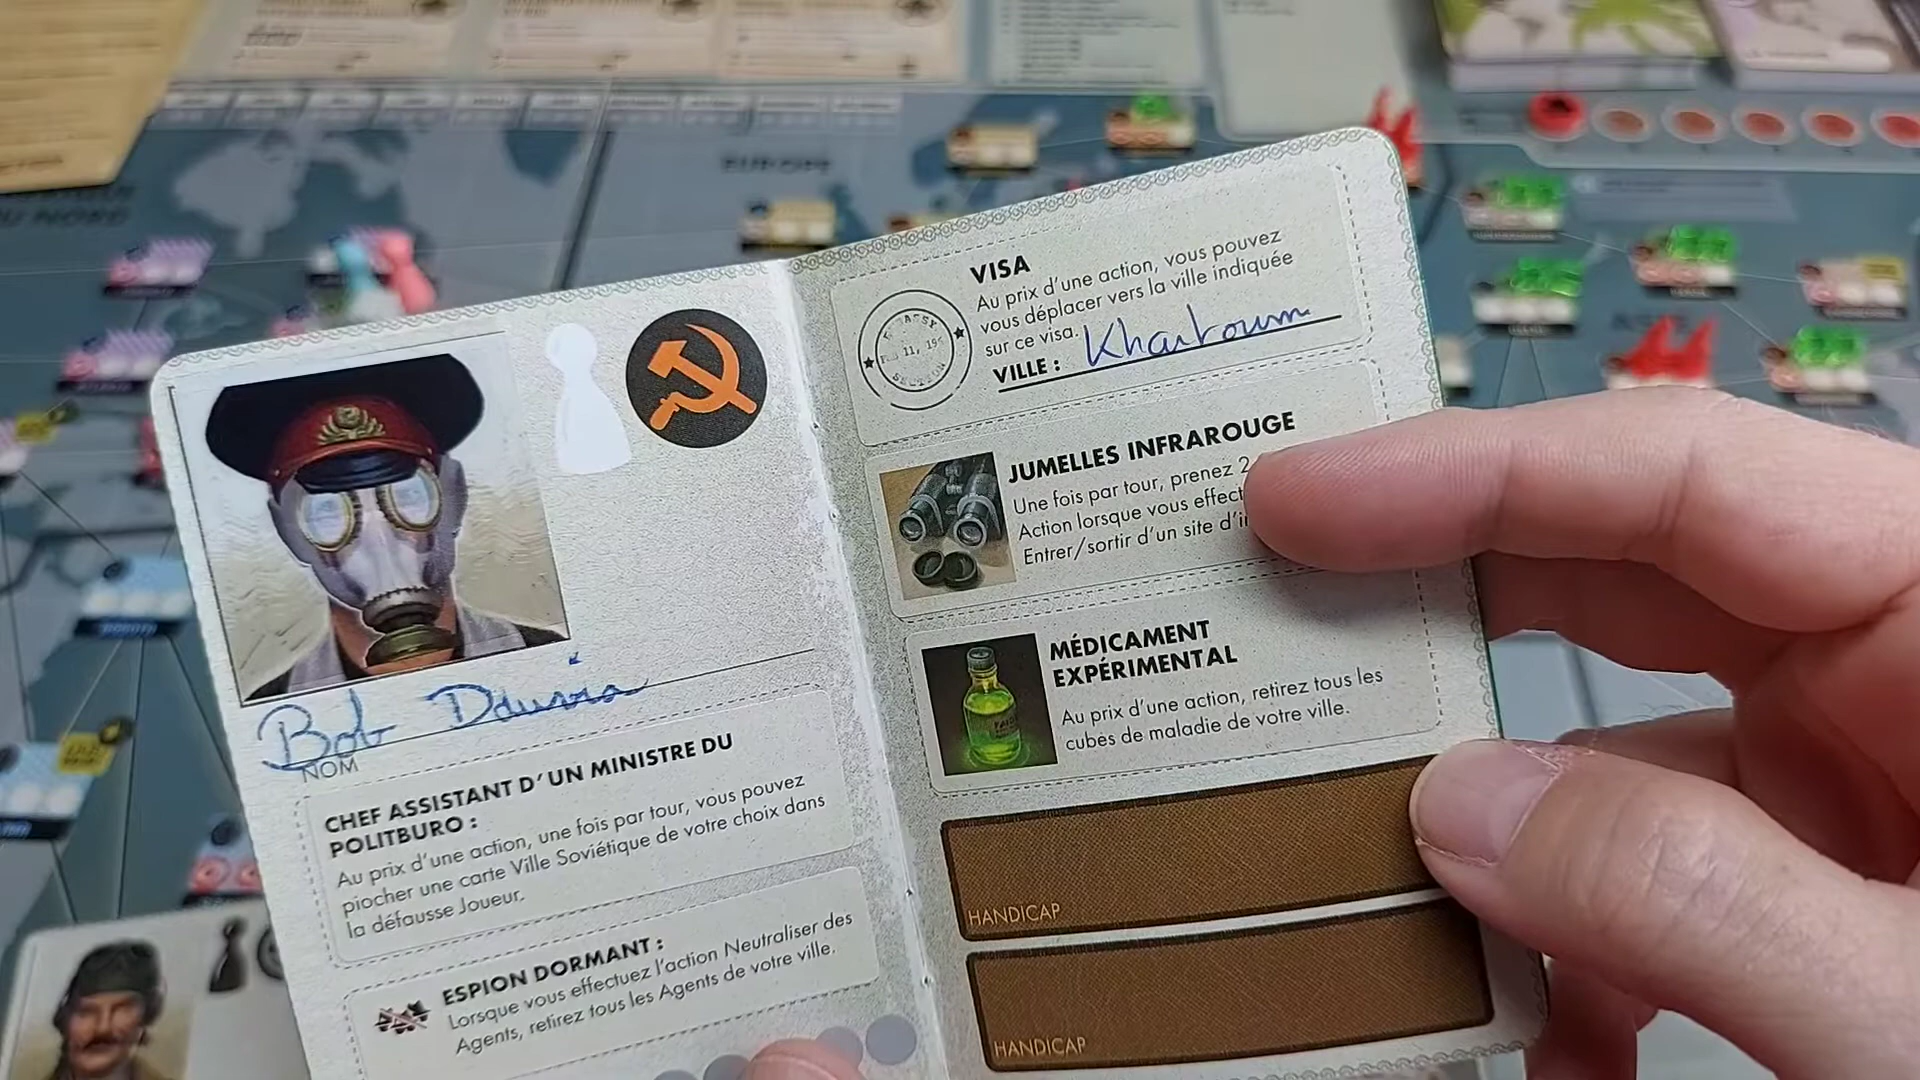 EUROPE
U NORD
VISA
Au prix d'une action, vous pouvez
vous déplacer vers la ville indiquée
sur ce visa.
VILLE : Khartoum
JUMELLES INFRAROUGE
Une fois par tour, prenez 2
Action lorsque vous
Entrer/sortir d'un site
MÉDICAMENT
EXPÉRIMENTAL
Au prix d'une action, retirez tous les
cubes de maladie de votre ville.
HANDICAP
HANDICAP
Bob
NOM
CHEF ASSISTANT D'UN MINISTRE DU
POLITBURO :
Au prix d'une action, une fois par tour, vous pouvez
piocher une carte Ville Soviétique de votre choix dans
la défausse Joueur.
ESPION DORMANT :
Lorsque vous effectuez l'action Neutraliser des
Agents, retirez tous les Agents de votre ville.